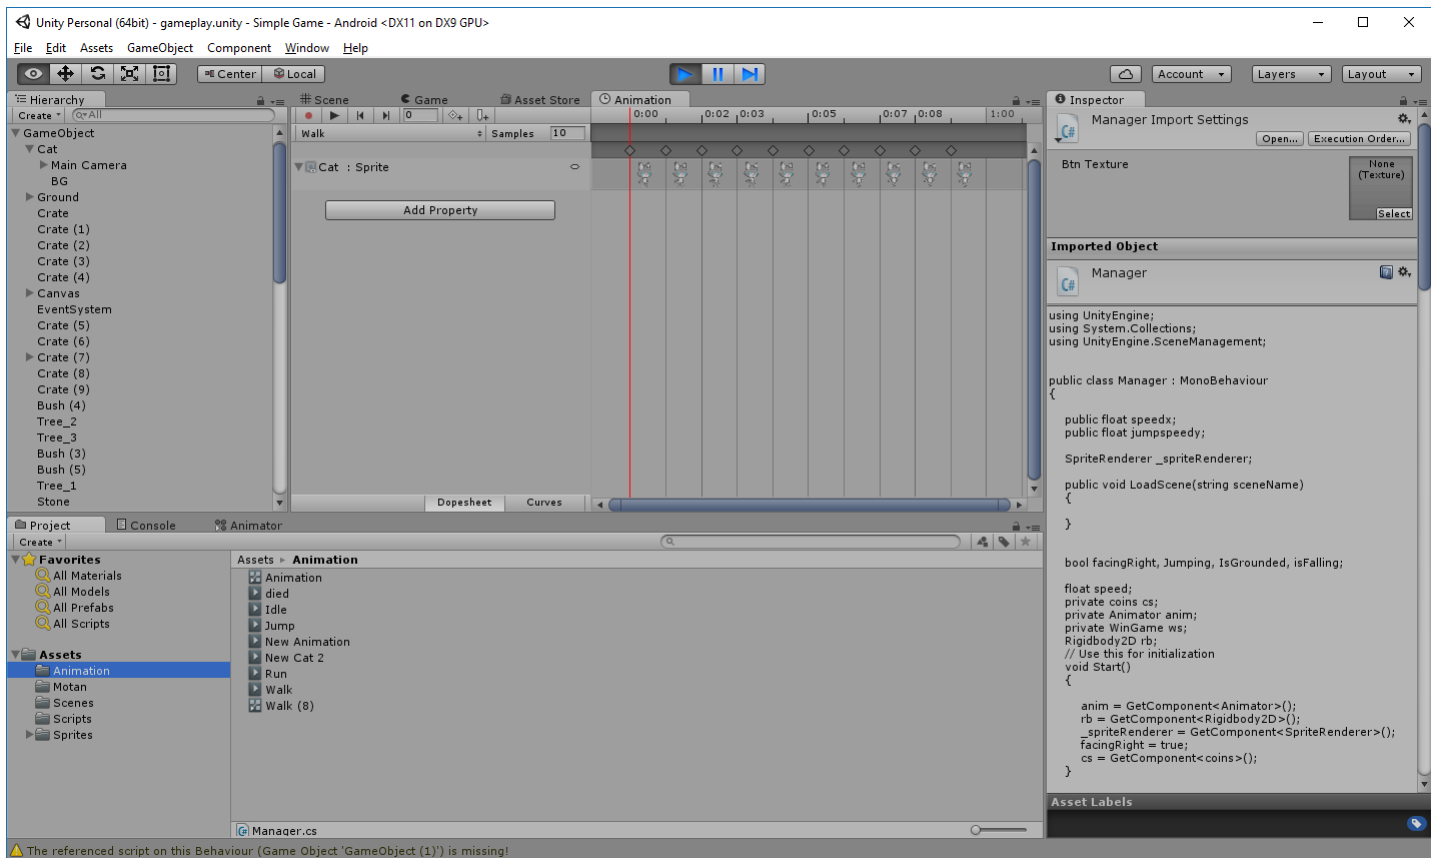 Unity Personal (64bit) - gameplay.unity - Simple Game - Android <DX11 on DX9 GPU>
File Edit Assets GameObject Component Window Help
Center Local Account Layers Layout
Hierarchy
Create All
GameObject
Cat
Main Camera
BG
Ground
Crate
Crate (1)
Crate (2)
Crate (3)
Crate (4)
Canvas
EventSystem
Crate (5)
Crate (6)
Crate (7)
Crate (8)
Crate (9)
Bush (4)
Tree_2
Tree_3
Bush (3)
Bush (5)
Tree_1
Stone
Scene Game Asset Store Animation
0 0:00 0:02 0:03 0:05 0:07 0:08 1:00
Walk Samples 10
Cat : Sprite
Add Property
Dopesheet Curves
Inspector
Manager Import Settings
Open... Execution Order...
Btn Texture
None
(Texture)
Select
Imported Object
Manager
using UnityEngine;
using System.Collections;
using UnityEngine.SceneManagement;
public class Manager : MonoBehaviour
{
public float speedx;
public float jumpspeedy;
SpriteRenderer _spriteRenderer;
public void LoadScene(string sceneName)
{
}
bool facingRight, Jumping, IsGrounded, isFalling;
float speed;
private coins cs;
private Animator anim;
private WinGame ws;
Rigidbody2D rb;
// Use this for initialization
void Start()
{
anim = GetComponent<Animator>();
rb = GetComponent<Rigidbody2D>();
_spriteRenderer = GetComponent<SpriteRenderer>();
facingRight = true;
cs = GetComponent<coins>();
}
Asset Labels
Project Console Animator
Create
Favorites
All Materials
All Models
All Prefabs
All Scripts
Assets
Animation
Motan
Scenes
Scripts
Sprites
Assets Animation
Animation
died
Idle
Jump
New Animation
New Cat 2
Run
Walk
Walk (8)
Manager.cs
The referenced script on this Behaviour (Game Object 'GameObject (1)') is missing!